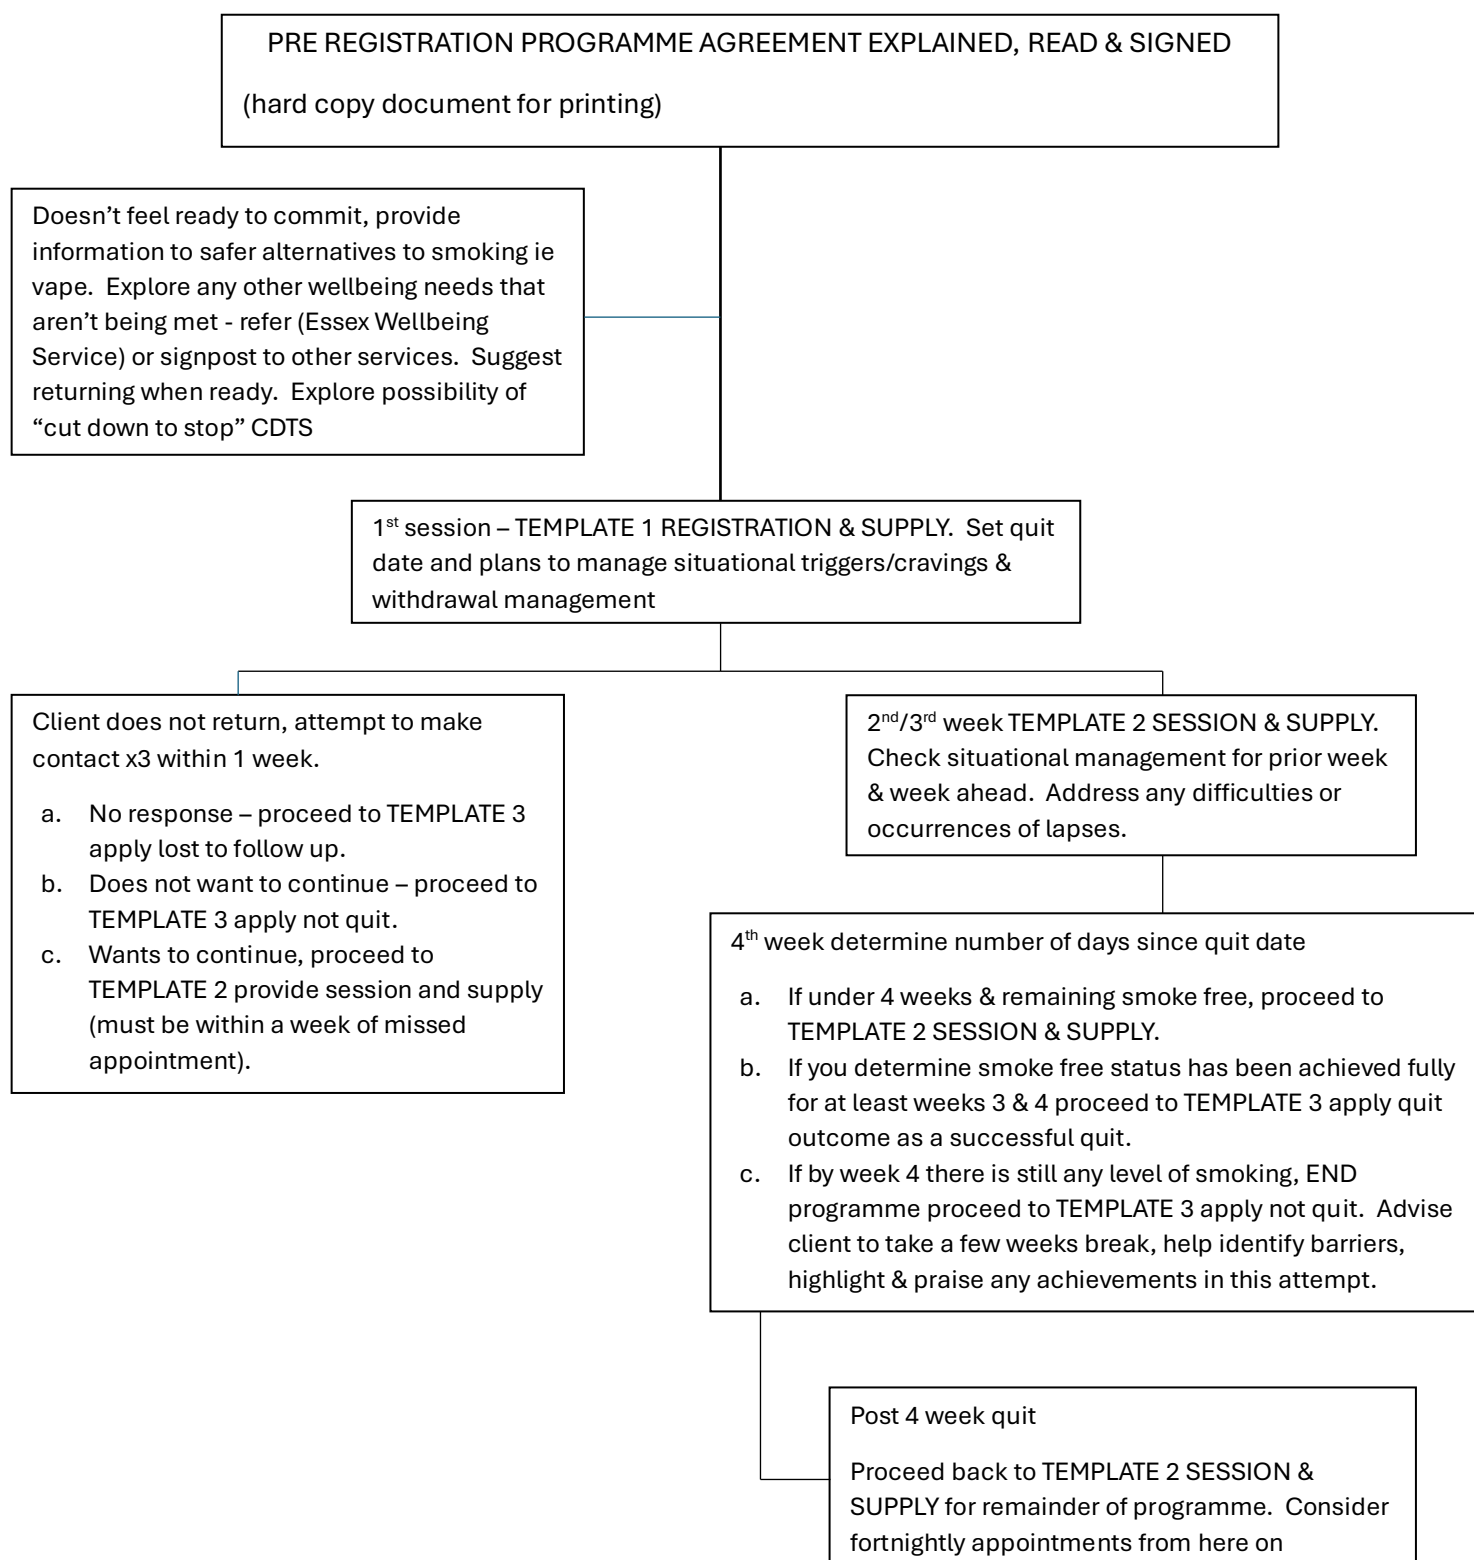 PRE REGISTRATION PROGRAMME AGREEMENT EXPLAINED, READ & SIGNED
(hard copy document for printing)
Doesn’t feel ready to commit, provide
information to safer alternatives to smoking ie
vape.  Explore any other wellbeing needs that
aren’t being met - refer (Essex Wellbeing
Service) or signpost to other services.  Suggest
returning when ready.  Explore possibility of
“cut down to stop” CDTS
1st session – TEMPLATE 1 REGISTRATION & SUPPLY.  Set quit
date and plans to manage situational triggers/cravings &
withdrawal management
Client does not return, attempt to make
contact x3 within 1 week.
a. No response – proceed to TEMPLATE 3
apply lost to follow up.
b. Does not want to continue – proceed to
TEMPLATE 3 apply not quit.
c. Wants to continue, proceed to
TEMPLATE 2 provide session and supply
(must be within a week of missed
appointment).
2nd/3rd week TEMPLATE 2 SESSION & SUPPLY.
Check situational management for prior week
& week ahead.  Address any difficulties or
occurrences of lapses.
4th week determine number of days since quit date
a. If under 4 weeks & remaining smoke free, proceed to
TEMPLATE 2 SESSION & SUPPLY.
b. If you determine smoke free status has been achieved fully
for at least weeks 3 & 4 proceed to TEMPLATE 3 apply quit
outcome as a successful quit.
c. If by week 4 there is still any level of smoking, END
programme proceed to TEMPLATE 3 apply not quit.  Advise
client to take a few weeks break, help identify barriers,
highlight & praise any achievements in this attempt.
Post 4 week quit
Proceed back to TEMPLATE 2 SESSION &
SUPPLY for remainder of programme.  Consider
fortnightly appointments from here on